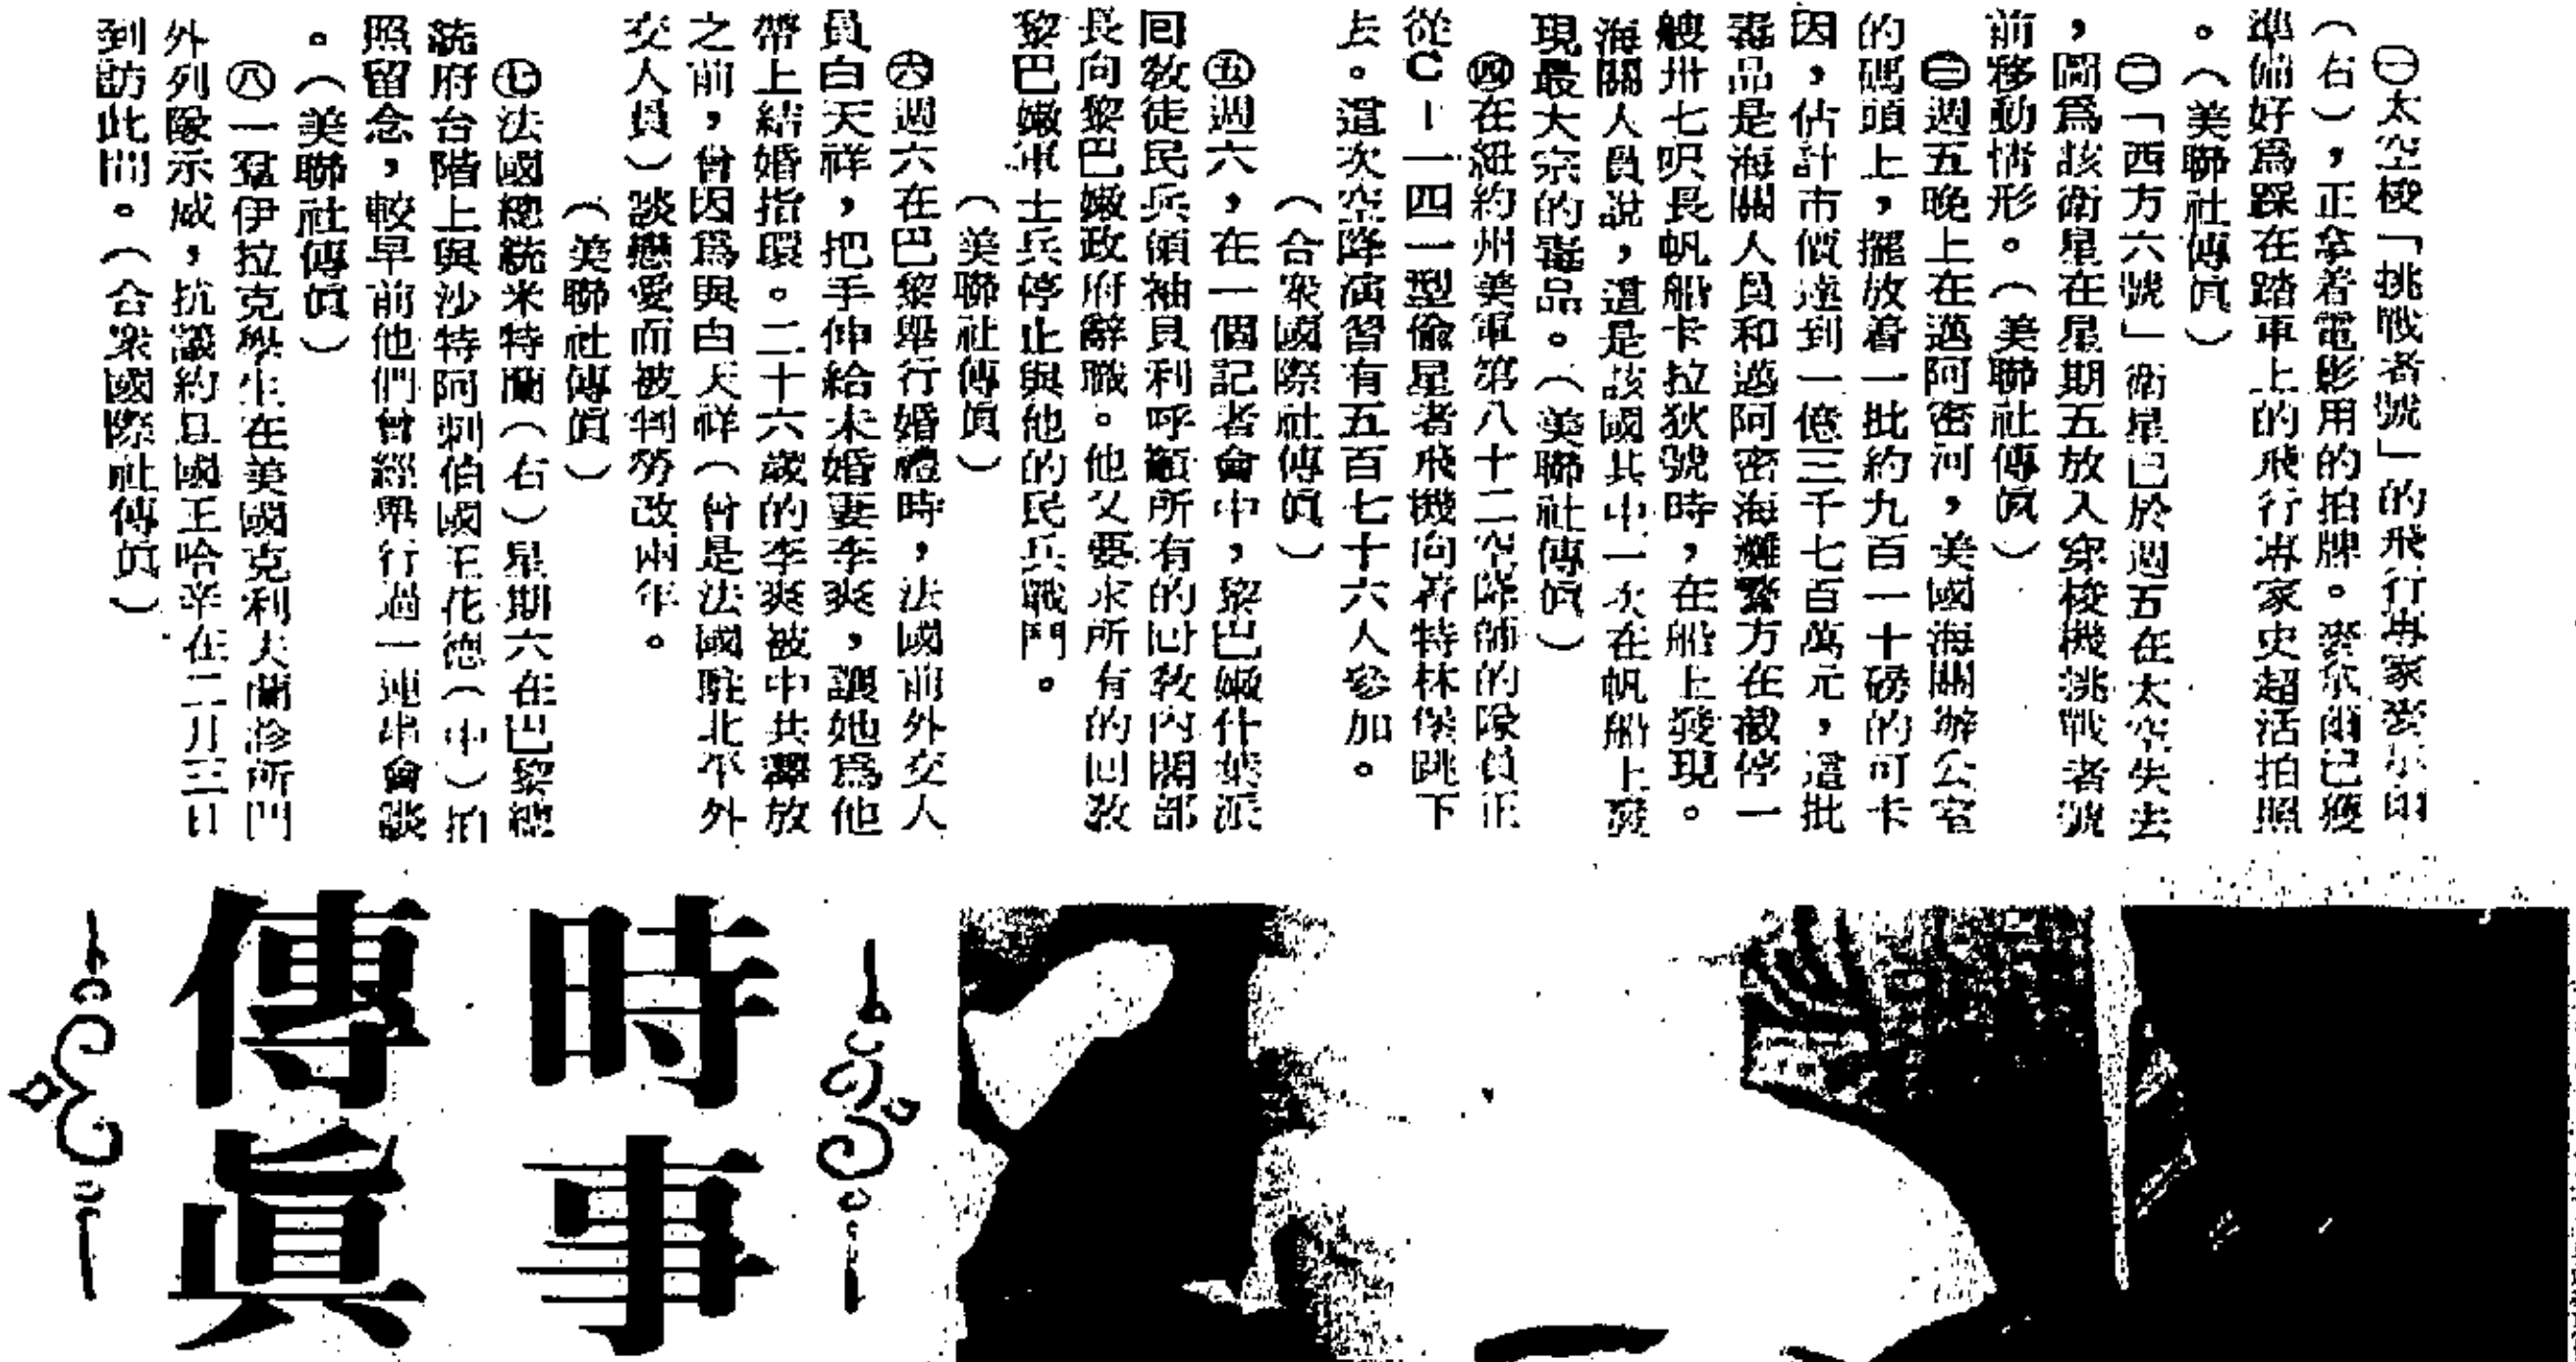 ㊀太空梭「挑戰者號」的飛行專家麥
(右)，正拿着電影用的拍牌。麥 爾已獲
準備好爲踩在踏車上的飛行專家史超活拍照
。(美聯社傳眞)
㊁「西方六號」衛星已於週五在太空失去
，圖爲該衛星在星期五放入穿梭機挑戰者號
前移動情形。(美聯社傳眞)
㊂週五晚上在邁阿密河，美國海關辦公室
的碼頭上，擺放着一批約九百一十磅的可卡
因，估計市價達到一億三千七百萬元，這批
毒品是海關人員和邁阿密海灘警方在截停一
艘卅七呎長帆船卡拉狄號時，在船上發現。
海關人員說，這是該國其中一次在帆船上發
現最大宗的毒品。(美聯社傳眞)
㊃在紐約州美軍第八十二空降師的隊員正
從C－一四一型偷星者飛機向着特林保跳下
去。這次空降演習有五百七十六人參加。
(合衆國際社傳眞)
㊄週六，在一個記者會中，黎巴嫩什葉派
回敎徒民兵領袖貝利呼籲所有的回敎內閣部
長向黎巴嫩政府辭職。他又要求所有的回敎
黎巴嫩軍士兵停止與他的民兵戰鬥。
(美聯社傳眞)
㊅週六在巴黎舉行婚禮時，法國前外交人
員白天祥，把手伸給未婚妻李爽，讓她爲他
帶上結婚指環。二十六歲的李爽被中共釋放
之前，曾因爲與白天祥(曾是法國駐北平外
交人員)談戀愛而被判勞改兩年。
(美聯社傳眞)
㊆法國總統米特蘭(右)星期六在巴黎總
統府台階上與沙特阿刺伯國王花德(中)拍
照留念，較早前他們曾經舉行過一連串會談
。(美聯社傳眞)
㊇一羣伊拉克學生在美國克利夫蘭診所門
外列隊示威，抗議約旦國王哈辛在二月三日
到訪此間。(合衆國際社傳眞)
時事
傳眞